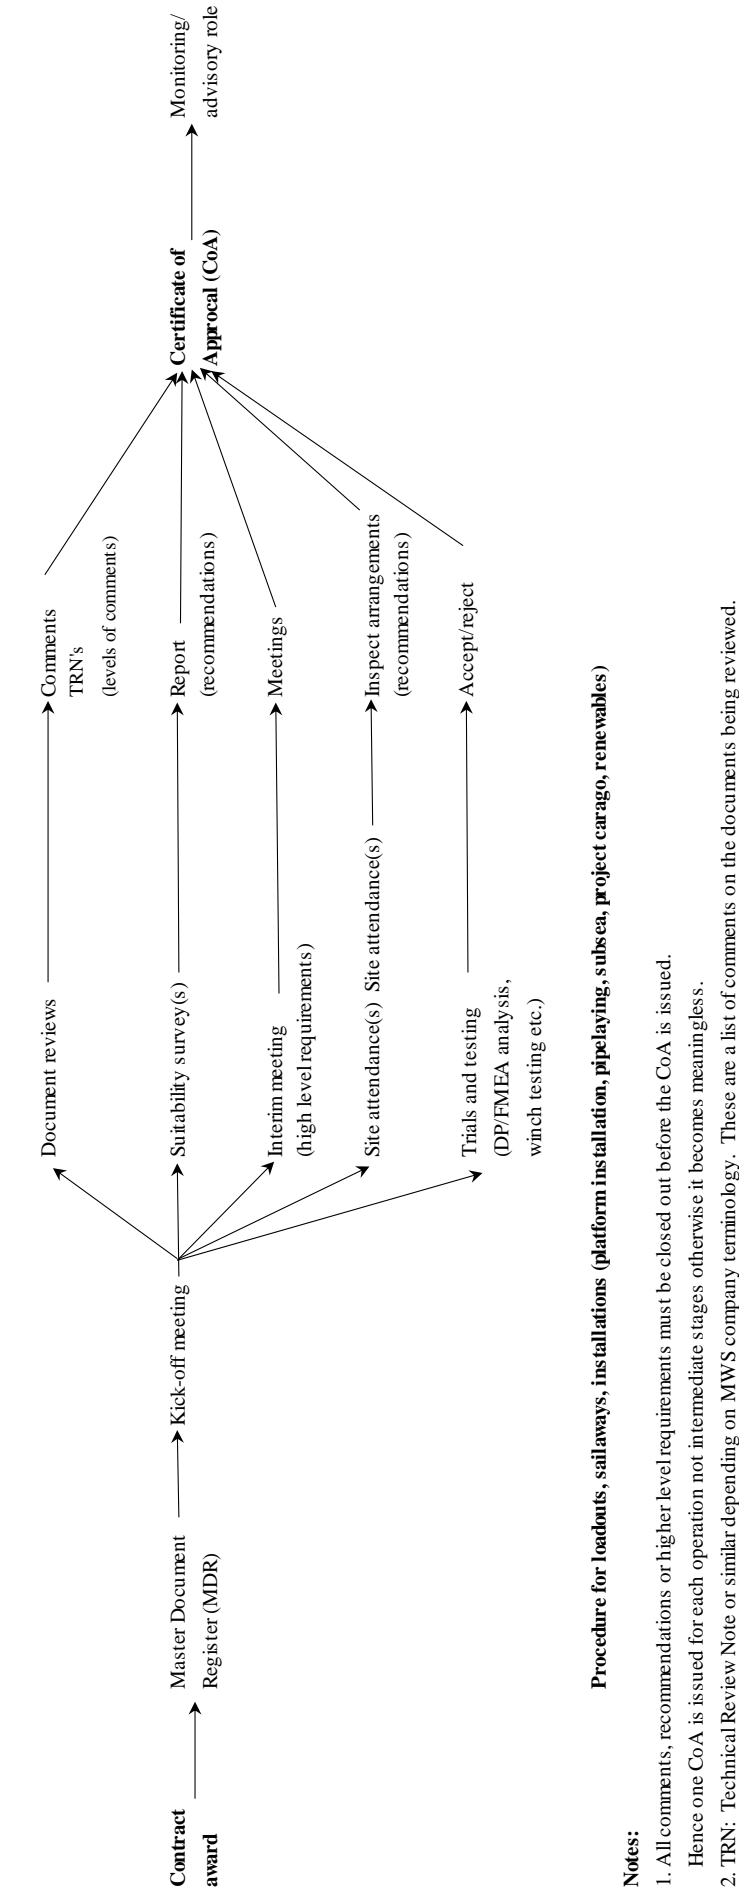 Contract
award
Master Document
Register (MDR)
Kick-off meeting
Document reviews
Comments
TRN's
(levels of comments)
Suitability survey(s)
Report
(recommendations)
Interim meeting
(high level requirements)
Meetings
Site attendance(s) Site attendance(s)
Inspect arrangements
(recommendations)
Trials and testing
(DP/FMEA analysis,
winch testing etc.)
Accept/reject
Certificate of
Approcal (CoA)
Monitoring/
advisory role
Procedure for loadouts, sailaways, installations (platform installation, pipelaying, subsea, project carago, renewables)
Notes:
1. All comments, recommendations or higher level requirements must be closed out before the CoA is issued.
Hence one CoA is issued for each operation not intermediate stages otherwise it becomes meaningless.
2. TRN: Technical Review Note or similar depending on MWS company terminology. These are a list of comments on the documents being reviewed.